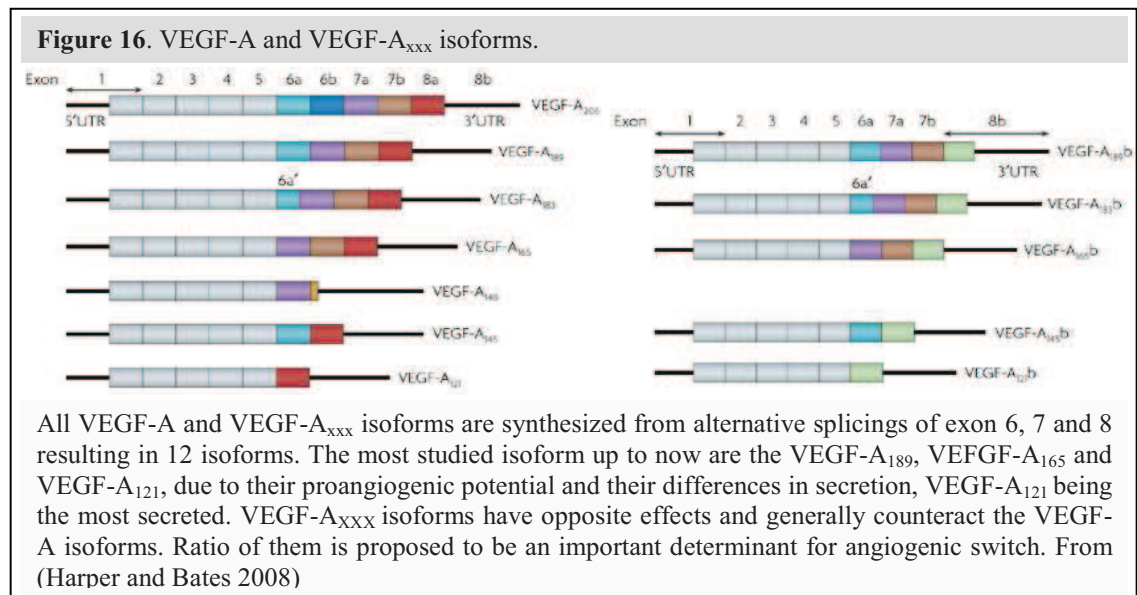 Figure 16. VEGF-A and VEGF-Axxx isoforms.
Exon 1 2 3 4 5 6a 6b 7a 7b 8a 8b
5'UTR 3'UTR VEGF-A206
VEGF-A189
6a'
VEGF-A183
VEGF-A165
VEGF-A148
VEGF-A145
VEGF-A121
Exon 1 2 3 4 5 6a 7a 7b 8b
5'UTR 3'UTR VEGF-A189b
6a'
VEGF-A183b
VEGF-A165b
VEGF-A145b
VEGF-A121b
All VEGF-A and VEGF-Axxx isoforms are synthesized from alternative splicings of exon 6, 7 and 8
resulting in 12 isoforms. The most studied isoform up to now are the VEGF-A189, VEFGF-A165 and
VEGF-A121, due to their proangiogenic potential and their differences in secretion, VEGF-A121 being
the most secreted. VEGF-AXXX isoforms have opposite effects and generally counteract the VEGF-
A isoforms. Ratio of them is proposed to be an important determinant for angiogenic switch. From
(Harper and Bates 2008)